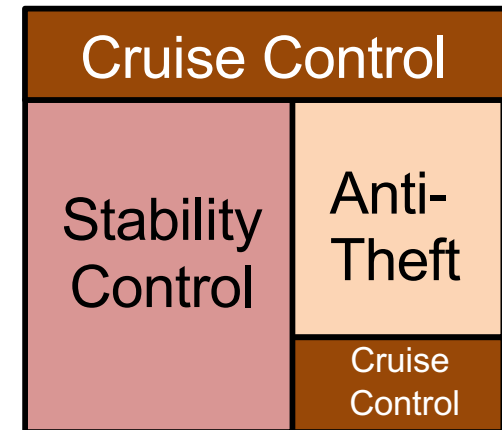 Cruise Control
Stability
Control
Anti-
Theft
Cruise
Control